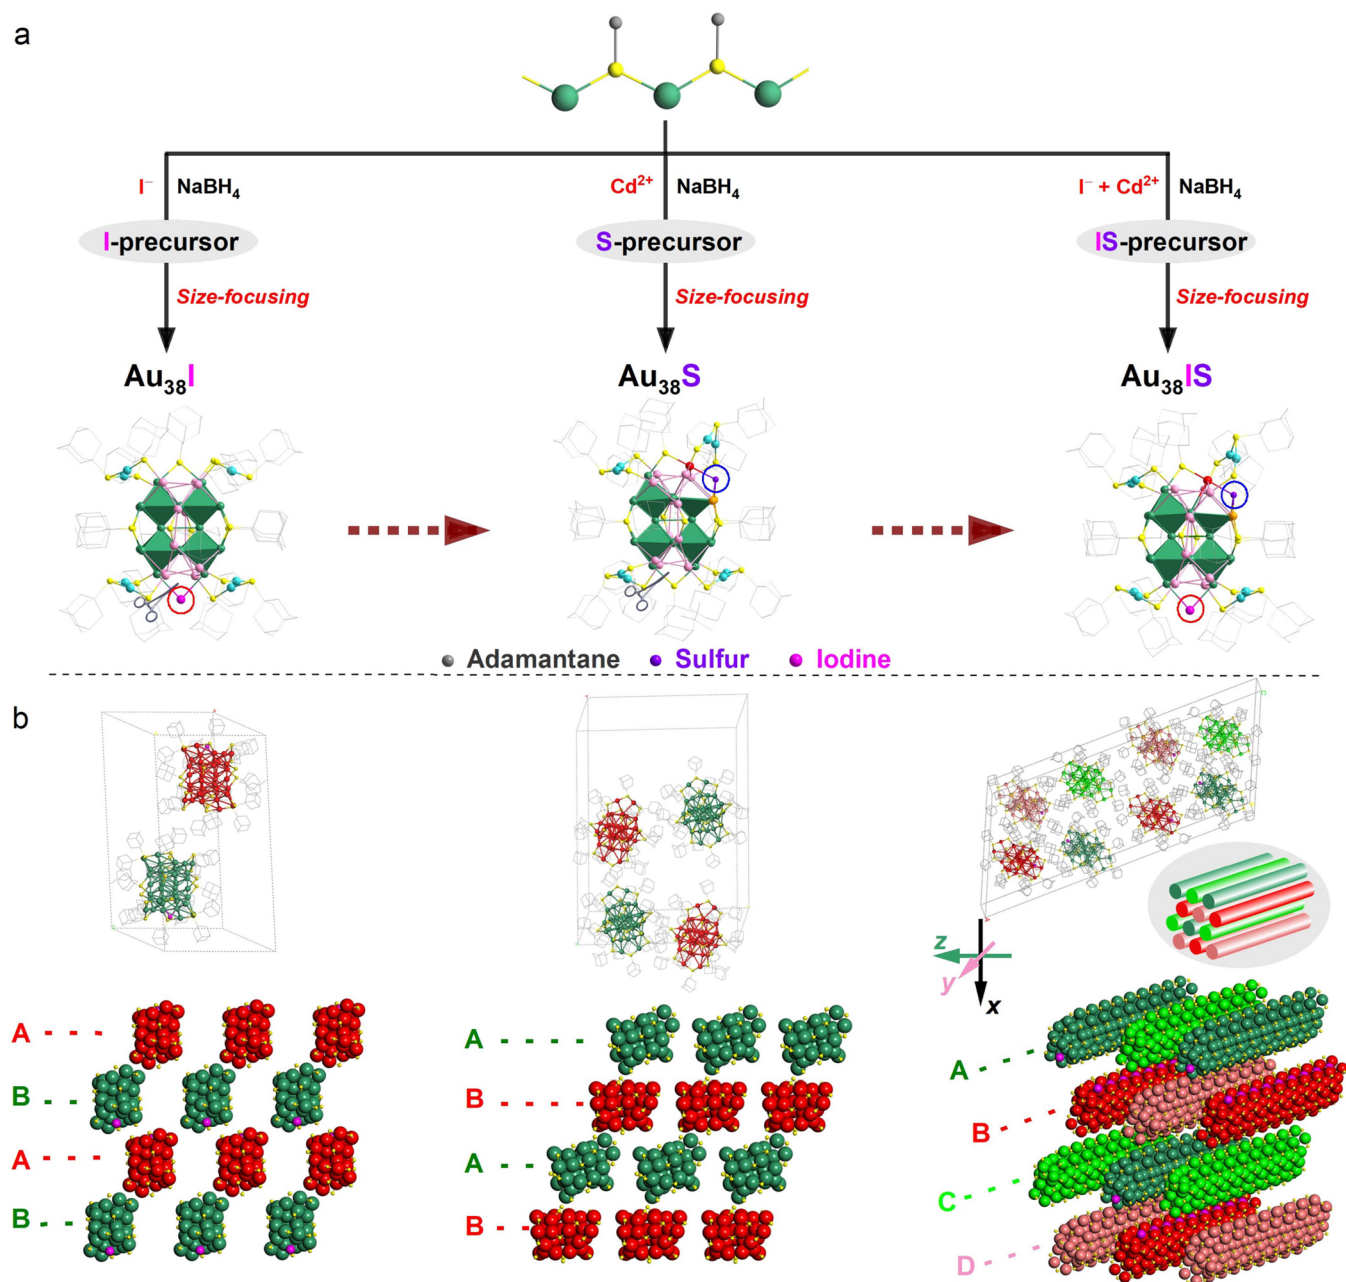 a
I⁻ NaBH₄ Cd²⁺ NaBH₄ I⁻ + Cd²⁺ NaBH₄
I-precursor S-precursor IS-precursor
Size-focusing Size-focusing Size-focusing
Au₃₈I Au₃₈S Au₃₈IS
Adamantane Sulfur Iodine
b
z
y
x
A
B
A
B
A
B
A
B
A
B
C
D